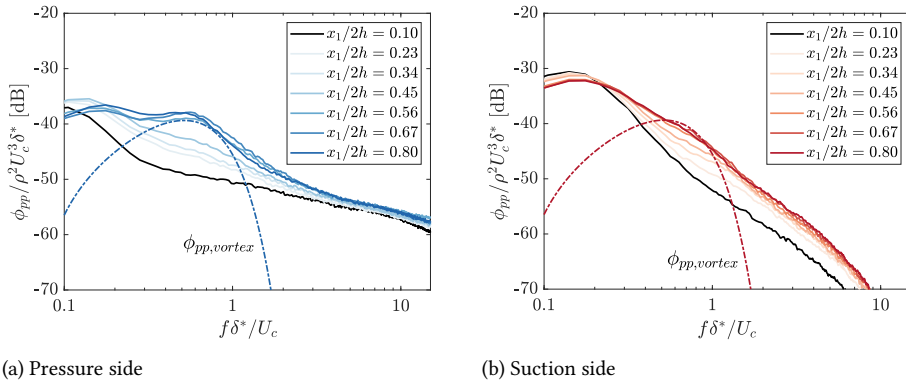 -20
-30
-40
-50
-60
-70
ϕpp/ρ²U³cδ* [dB]
x₁/2h = 0.10
x₁/2h = 0.23
x₁/2h = 0.34
x₁/2h = 0.45
x₁/2h = 0.56
x₁/2h = 0.67
x₁/2h = 0.80
ϕpp,vortex
0.1
1
10
fδ*/Uc
(a) Pressure side
-20
-30
-40
-50
-60
-70
ϕpp/ρ²U³cδ* [dB]
x₁/2h = 0.10
x₁/2h = 0.23
x₁/2h = 0.34
x₁/2h = 0.45
x₁/2h = 0.56
x₁/2h = 0.67
x₁/2h = 0.80
ϕpp,vortex
0.1
1
10
fδ*/Uc
(b) Suction side